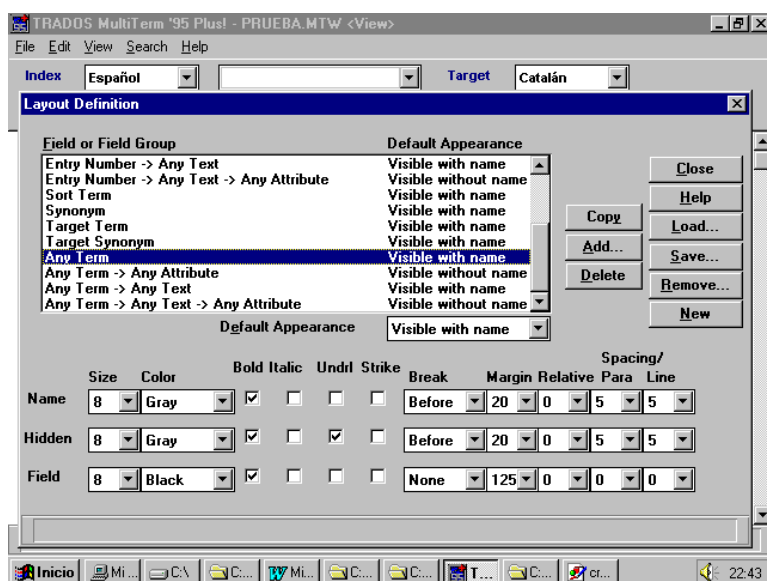 TRADOS MultiTerm '95 Plus! - PRUEBA.MTW <View>
File Edit View Search Help
Index Español Target Catalán
Layout Definition
Field or Field Group Default Appearance
Entry Number -> Any Text Visible with name
Entry Number -> Any Text -> Any Attribute Visible without name
Sort Term Visible with name
Synonym Visible with name
Target Term Visible with name
Target Synonym Visible with name
Any Term Visible with name
Any Term -> Any Attribute Visible without name
Any Term -> Any Text Visible with name
Any Term -> Any Text -> Any Attribute Visible without name
Copy
Add...
Delete
Close
Help
Load...
Save...
Remove...
New
Default Appearance Visible with name
Spacing/
Size Color Bold Italic Undrl Strike Break Margin Relative Para Line
Name 8 Gray Before 20 0 5 5
Hidden 8 Gray Before 20 0 5 5
Field 8 Black None 125 0 0 0
Inicio Mi ... C:\ C:... Mi... C:... C:... T... C:... cr... 22:43